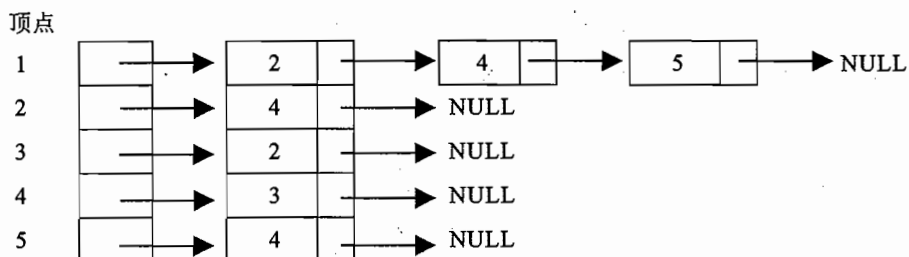 顶点
1 2 4 5 NULL
2 4 NULL
3 2 NULL
4 3 NULL
5 4 NULL